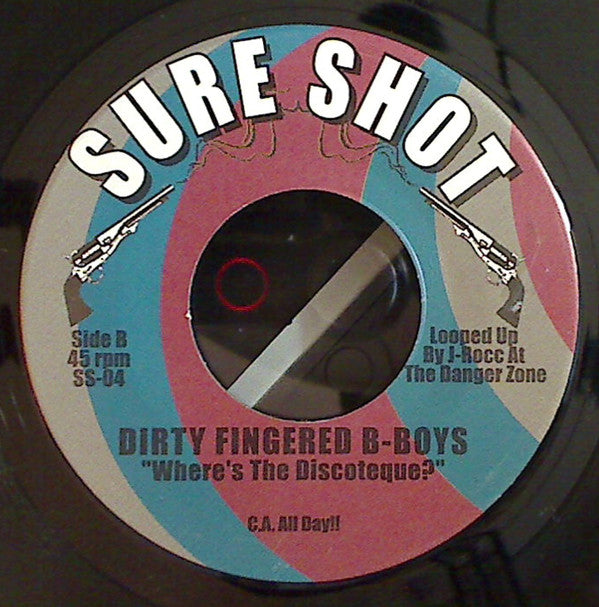 SURE SHOT
Side B
45 rpm
SS-04
Looped Up
By J-Rocc At
The Danger Zone
DIRTY FINGERED B-BOYS
"Where's The Discoteque?"
C.A. All Day!!